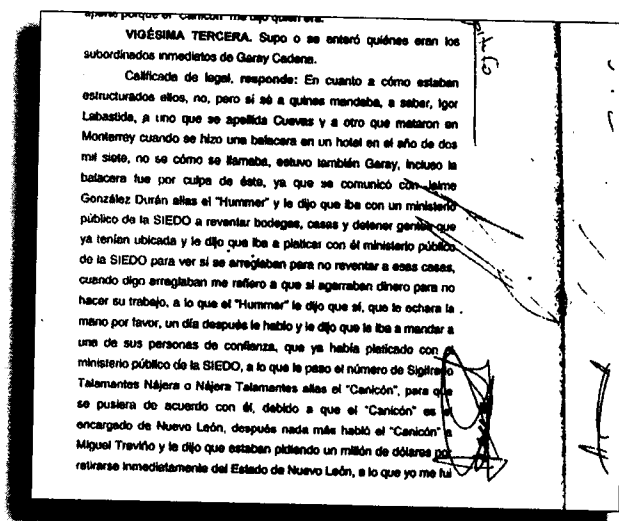 aparte porque el "Canicón" me dijo quien era.
VIGÉSIMA TERCERA. Supo o se enteró quiénes eran los
subordinados inmediatos de Garay Cadena.
Calificada de legal, responde: En cuanto a cómo estaban
estructurados ellos, no, pero si sé a quines mandaba, a saber, Igor
Labastida, a uno que se apellida Cuevas y a otro que mataron en
Monterrey cuando se hizo una balacera en un hotel en el año de dos
mil siete, no se cómo se llamaba, estuvo también Garay, incluso la
balacera fue por culpa de éste, ya que se comunicó con Jaime
González Durán alias el "Hummer" y le dijo que iba con un ministerio
público de la SIEDO a reventar bodegas, casas y detener gentes que
ya tenían ubicada y le dijo que iba a platicar con él ministerio público
de la SIEDO para ver si se arreglaban para no reventar a esas casas,
cuando digo arreglaban me refiero a que si agarraban dinero para no
hacer su trabajo, a lo que el "Hummer" le dijo que sí, que le echara la
mano por favor, un día después le hablo y le dijo que le iba a mandar a
una de sus personas de confianza, que ya había platicado con el
ministerio público de la SIEDO, a lo que le paso el número de Sigifredo
Talamantes Nájera o Nájera Talamantes alias el "Canicón", para que
se pusiera de acuerdo con él, debido a que el "Canicón" es el
encargado de Nuevo León, después nada más habló el "Canicón" a
Miguel Treviño y le dijo que estaban pidiendo un millón de dólares por
retirarse inmediatamente del Estado de Nuevo León, a lo que yo me fui